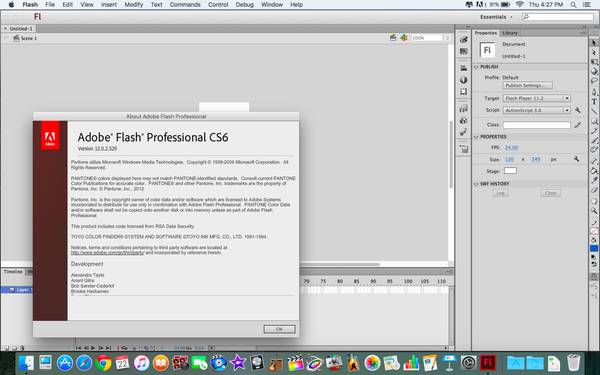 Flash File Edit View Insert Modify Text Commands Control Debug Window Help 91% Thu 4:27 PM
Fl Essentials
Untitled-1
Scene 1 100%
Properties Library
Fl Document
Untitled-1
PUBLISH
Profile: Default
Publish Settings...
Target: Flash Player 11.2
Script: ActionScript 3.0
Class:
PROPERTIES
FPS: 24.00
Size: 120 x 240 px
Stage:
SWF HISTORY
Log Clear
About Adobe Flash Professional
Adobe
Adobe® Flash® Professional CS6
Version 12.0.2.529
Portions utilize Microsoft Windows Media Technologies. Copyright © 1999-2006 Microsoft Corporation. All
Rights Reserved.
PANTONE® colors displayed here may not match PANTONE-identified standards. Consult current PANTONE
Color Publications for accurate color. PANTONE® and other Pantone, Inc. trademarks are the property of
Pantone, Inc. © Pantone, Inc., 2012.
Pantone, Inc. is the copyright owner of color data and/or software which are licensed to Adobe Systems
Incorporated to distribute for use only in combination with Adobe Flash Professional. PANTONE Color Data
and/or software shall not be copied onto another disk or into memory unless as part of Adobe Flash
Professional.
This product includes code licensed from RSA Data Security.
TOYO COLOR FINDER® SYSTEM AND SOFTWARE ©TOYO INK MFG. CO., LTD. 1991-1994.
Notices, terms and conditions pertaining to third party software are located at
http://www.adobe.com/go/thirdparty/ and incorporated by reference herein.
Development
Alexandra Tayts
Anant Gilra
Bob Sander-Cederlof
Brooke Heckaman
OK
Timeline
Layer
70 75 80 85 90 95 100 105 110
22
Fl